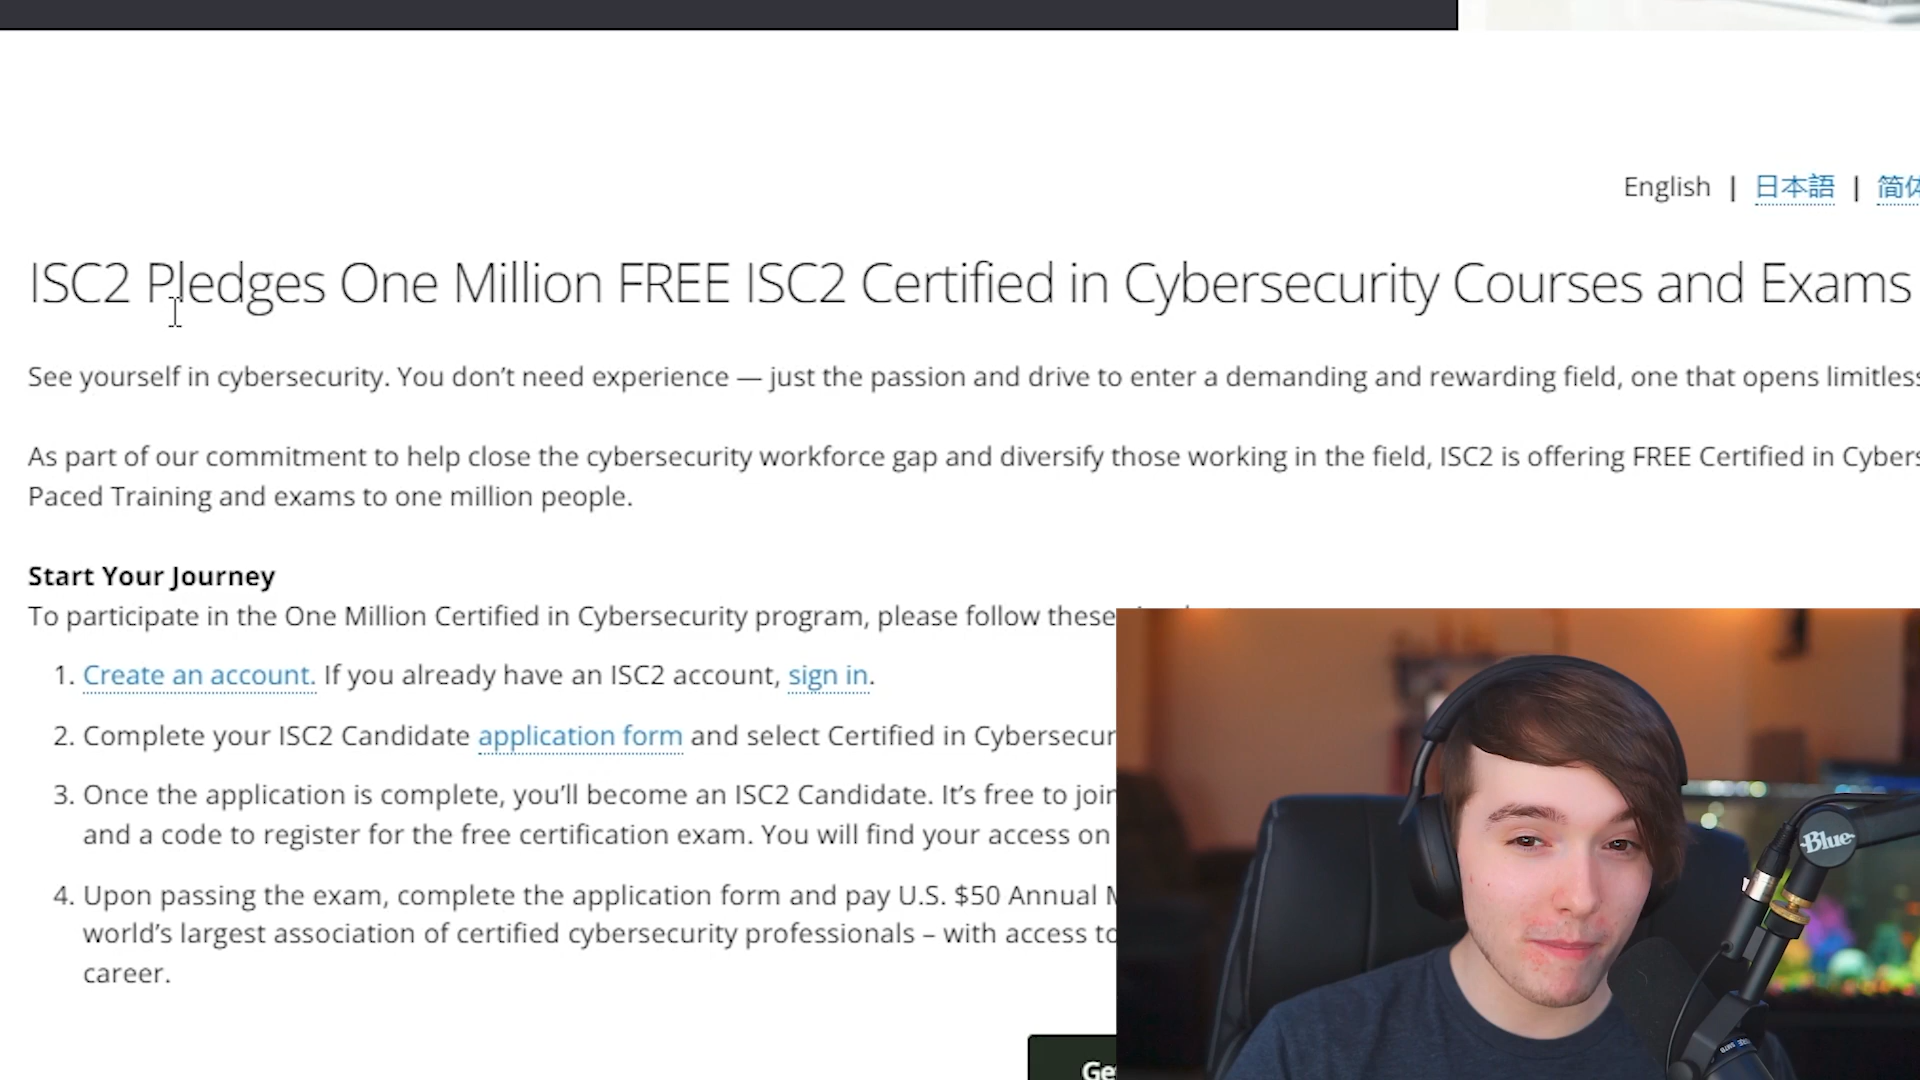 English | 日本語 | 简体
ISC2 Pledges One Million FREE ISC2 Certified in Cybersecurity Courses and Exams
See yourself in cybersecurity. You don’t need experience — just the passion and drive to enter a demanding and rewarding field, one that opens limitless
As part of our commitment to help close the cybersecurity workforce gap and diversify those working in the field, ISC2 is offering FREE Certified in
Paced Training and exams to one million people.
Start Your Journey
To participate in the One Million Certified in Cybersecurity program, please follow these
1. Create an account. If you already have an ISC2 account, sign in.
2. Complete your ISC2 Candidate application form and select Certified in
3. Once the application is complete, you’ll become an ISC2 Candidate. It’s free to join
and a code to register for the free certification exam. You will find your access on
4. Upon passing the exam, complete the application form and pay U.S. $50 Annual
world’s largest association of certified cybersecurity professionals – with access to
career.
Blue